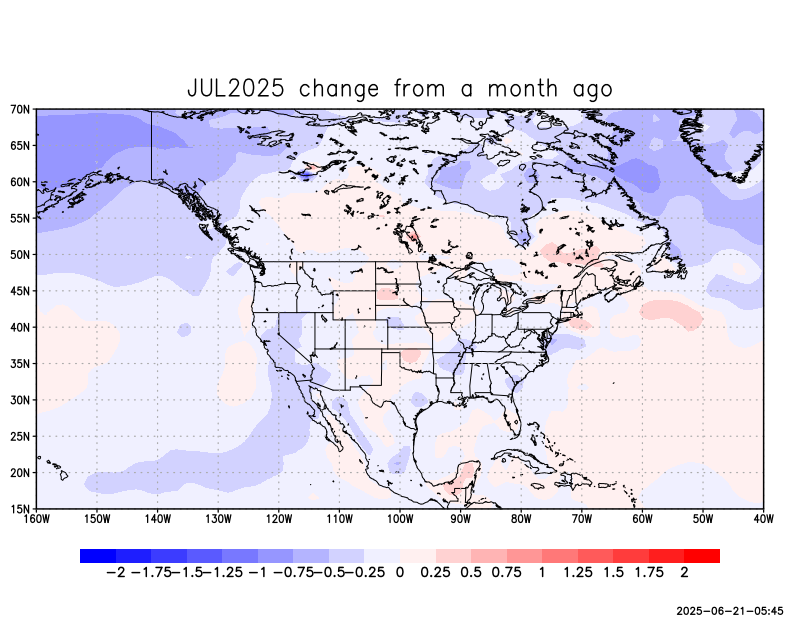 JUL2025 change from a month ago
70N
65N
60N
55N
50N
45N
40N
35N
30N
25N
20N
15N
160W 150W 140W 130W 120W 110W 100W 90W 80W 70W 60W 50W 40W
−2 −1.75 −1.5 −1.25 −1 −0.75 −0.5 −0.25 0 0.25 0.5 0.75 1 1.25 1.5 1.75 2
2025-06-21-05:45